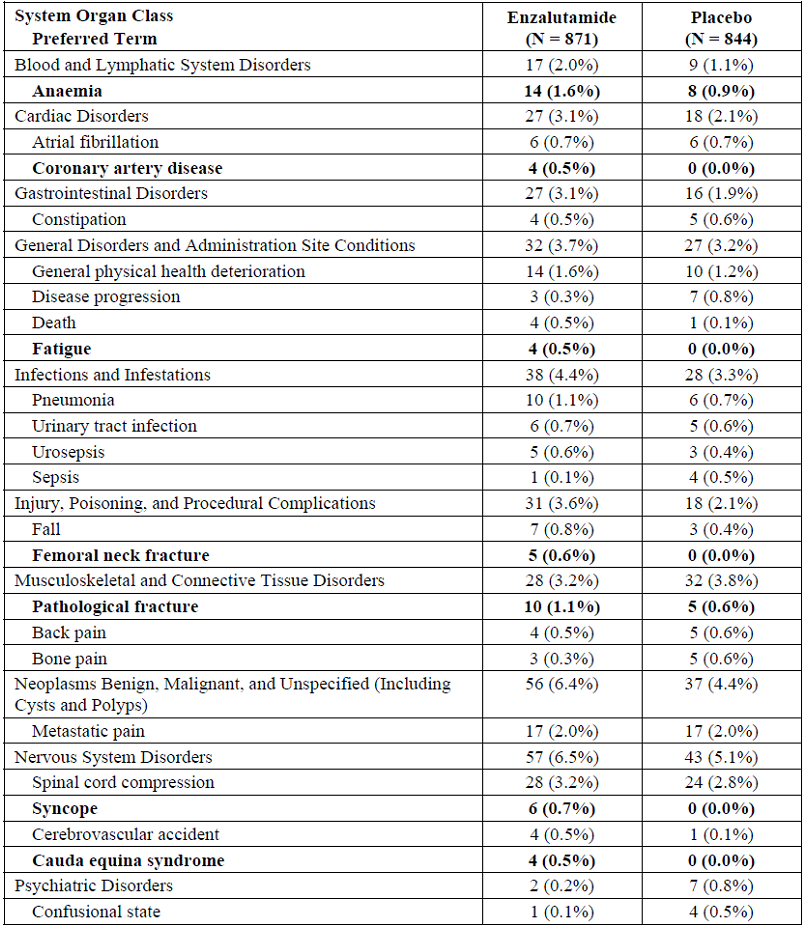 System Organ Class Enzalutamide Placebo
Preferred Term (N = 871) (N = 844)
Blood and Lymphatic System Disorders 17 (2.0%) 9 (1.1%)
Anaemia 14 (1.6%) 8 (0.9%)
Cardiac Disorders 27 (3.1%) 18 (2.1%)
Atrial fibrillation 6 (0.7%) 6 (0.7%)
Coronary artery disease 4 (0.5%) 0 (0.0%)
Gastrointestinal Disorders 27 (3.1%) 16 (1.9%)
Constipation 4 (0.5%) 5 (0.6%)
General Disorders and Administration Site Conditions 32 (3.7%) 27 (3.2%)
General physical health deterioration 14 (1.6%) 10 (1.2%)
Disease progression 3 (0.3%) 7 (0.8%)
Death 4 (0.5%) 1 (0.1%)
Fatigue 4 (0.5%) 0 (0.0%)
Infections and Infestations 38 (4.4%) 28 (3.3%)
Pneumonia 10 (1.1%) 6 (0.7%)
Urinary tract infection 6 (0.7%) 5 (0.6%)
Urosepsis 5 (0.6%) 3 (0.4%)
Sepsis 1 (0.1%) 4 (0.5%)
Injury, Poisoning, and Procedural Complications 31 (3.6%) 18 (2.1%)
Fall 7 (0.8%) 3 (0.4%)
Femoral neck fracture 5 (0.6%) 0 (0.0%)
Musculoskeletal and Connective Tissue Disorders 28 (3.2%) 32 (3.8%)
Pathological fracture 10 (1.1%) 5 (0.6%)
Back pain 4 (0.5%) 5 (0.6%)
Bone pain 3 (0.3%) 5 (0.6%)
Neoplasms Benign, Malignant, and Unspecified (Including 56 (6.4%) 37 (4.4%)
Cysts and Polyps)
Metastatic pain 17 (2.0%) 17 (2.0%)
Nervous System Disorders 57 (6.5%) 43 (5.1%)
Spinal cord compression 28 (3.2%) 24 (2.8%)
Syncope 6 (0.7%) 0 (0.0%)
Cerebrovascular accident 4 (0.5%) 1 (0.1%)
Cauda equina syndrome 4 (0.5%) 0 (0.0%)
Psychiatric Disorders 2 (0.2%) 7 (0.8%)
Confusional state 1 (0.1%) 4 (0.5%)